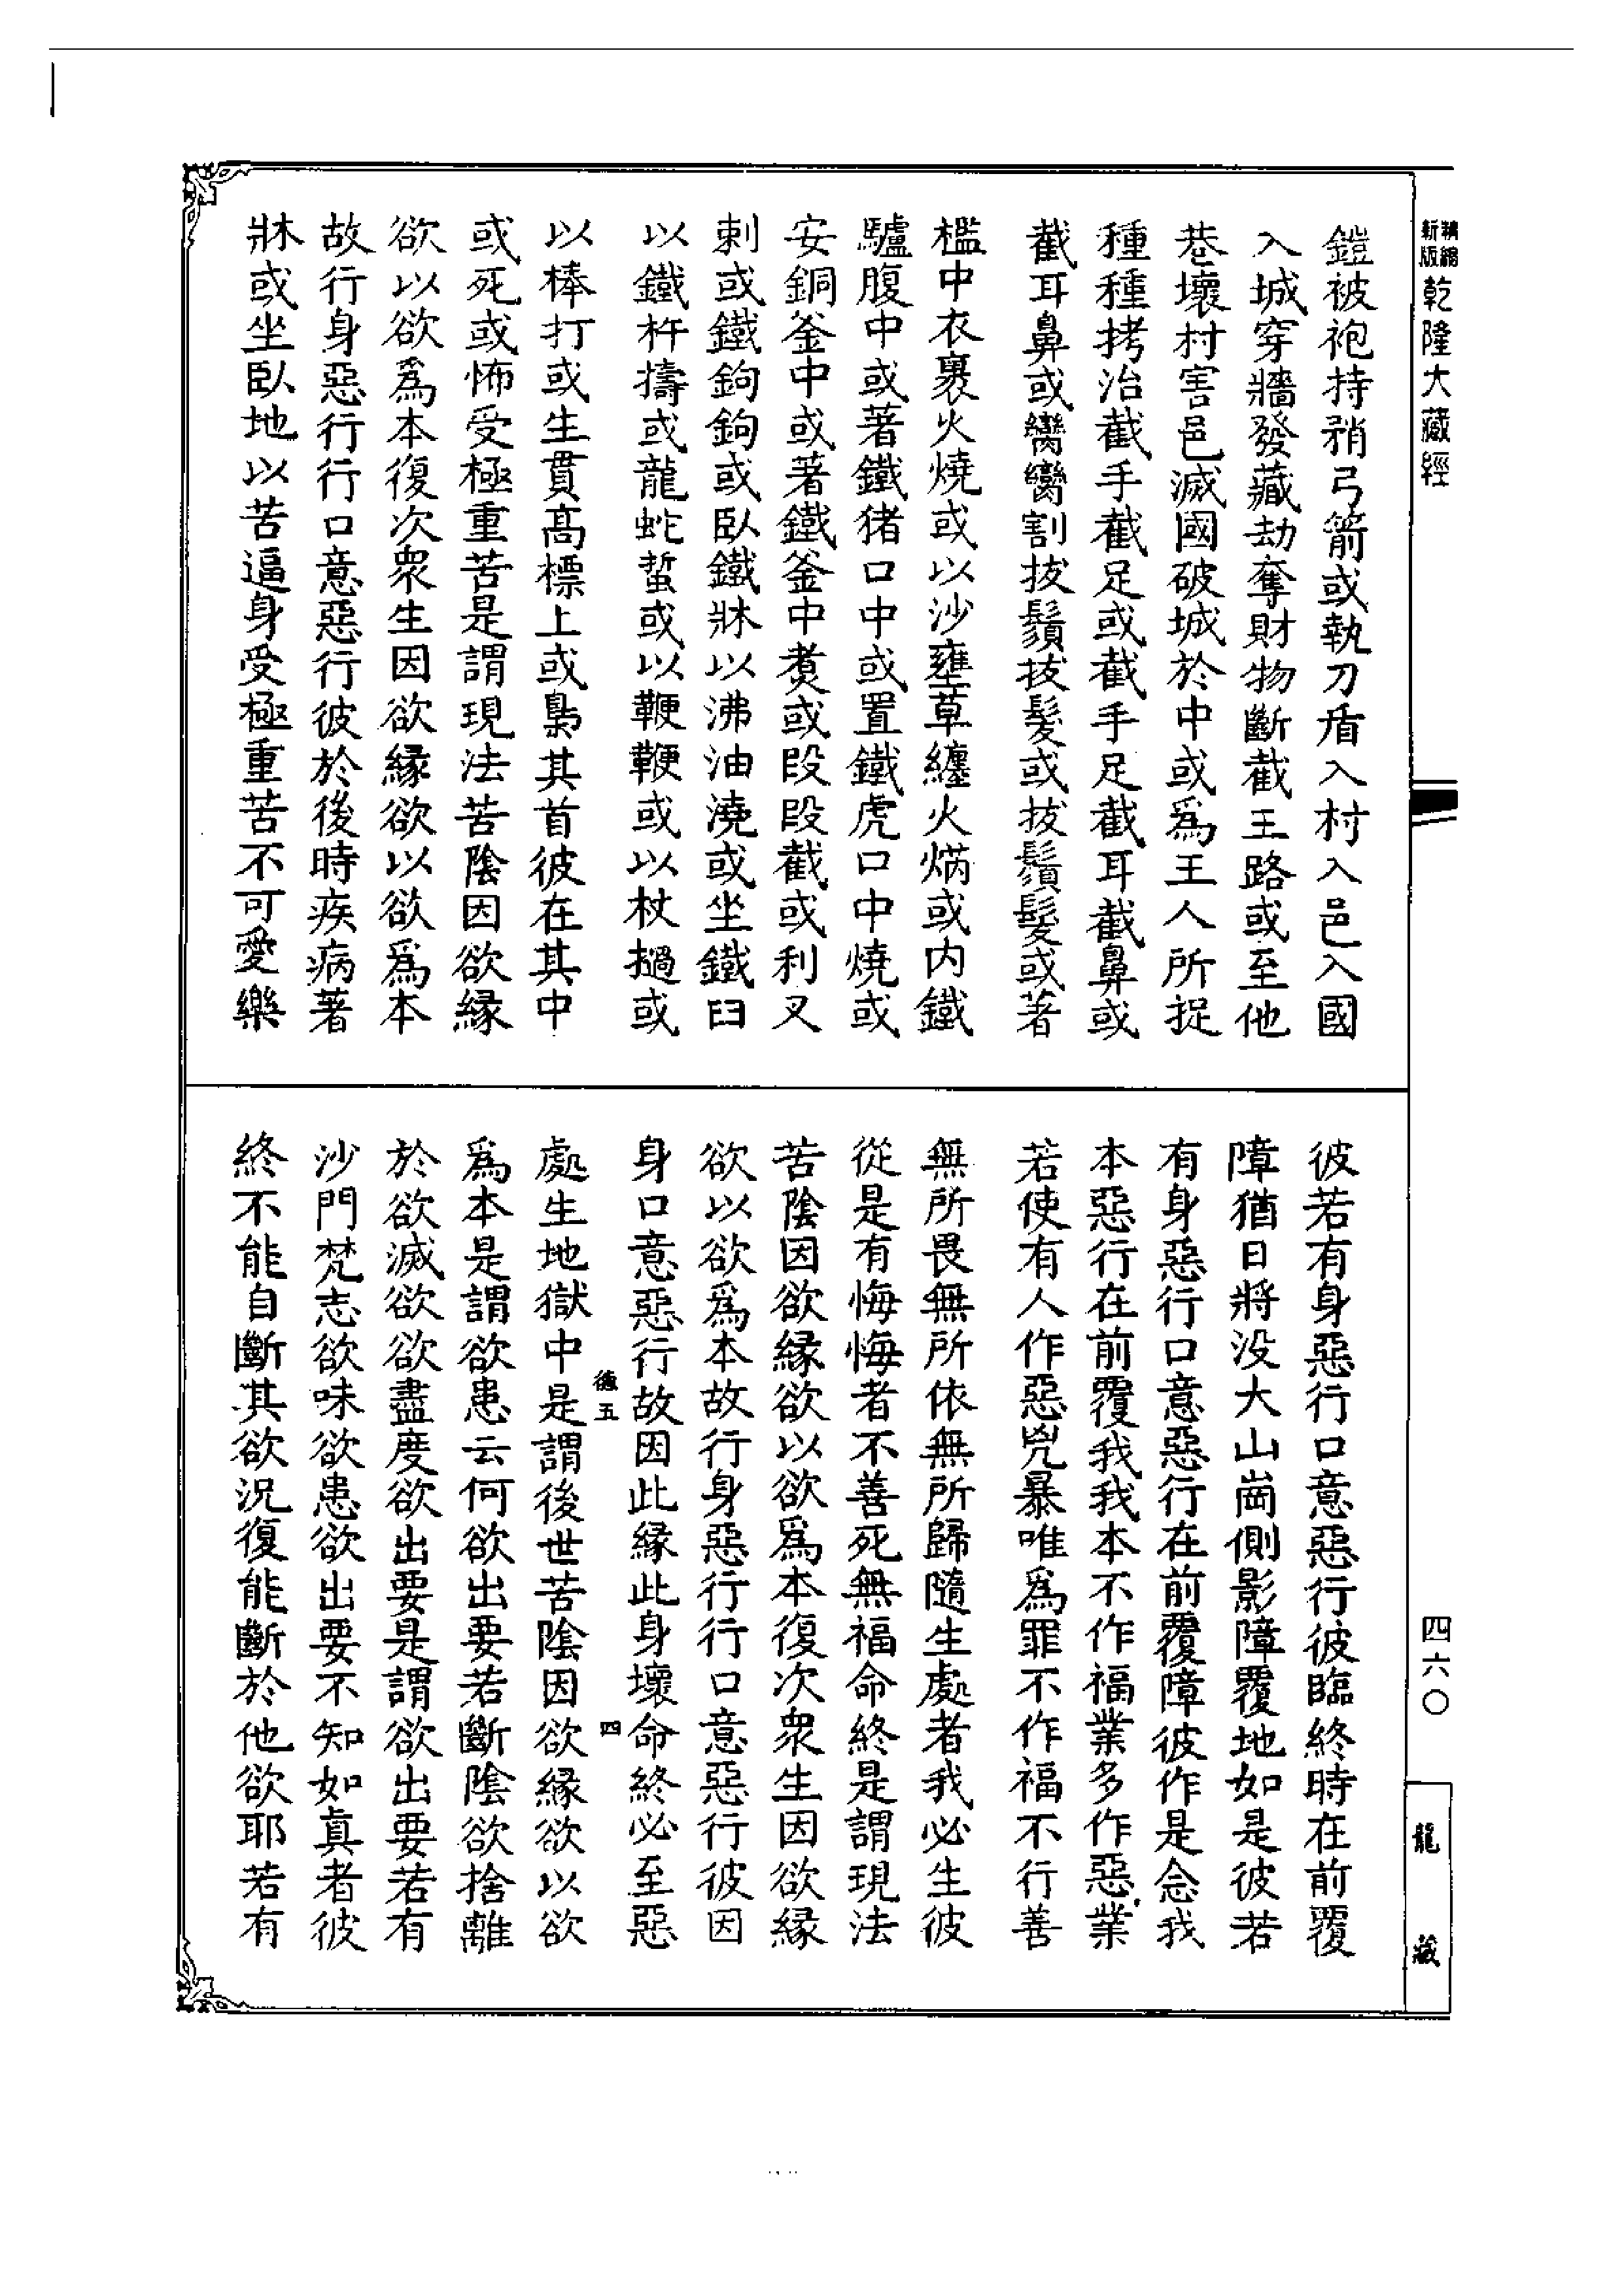 新編縮版乾隆大藏經
鎧被袍持矟弓箭或執刀盾入村入邑入國
入城穿牆發藏劫奪財物斷截王路或至他
巷壞村害邑滅國破城於中或爲王人所捉
種種拷治截手截足或截手足截耳截鼻或
截耳鼻或臠臠割拔鬚拔髮或拔鬚髮或著
檻中衣裹火燒或以沙壅草纏火焫或内鐵
驢腹中或著鐵猪口中或置鐵虎口中燒或
安銅釜中或著鐵釜中煑或段段截或利叉
刺或鐵鉤鉤或臥鐵牀以沸油澆或坐鐵臼
以鐵杵擣或龍蛇蜇或以鞭鞭或以杖撾或
以棒打或生貫高標上或梟其首彼在其中
或死或怖受極重苦是謂現法苦陰因欲縁
欲以欲爲本復次衆生因欲縁欲以欲爲本
故行身惡行行口意惡行彼於後時疾病著
牀或坐臥地以苦逼身受極重苦不可愛樂
彼若有身惡行口意惡行彼臨終時在前覆
障猶日將没大山崗側影障覆地如是彼若
有身惡行口意惡行在前覆障彼作是念我
本惡行在前覆我我本不作福業多作惡業
若使有人作惡兇暴唯爲罪不作福不行善
無所畏無所依無所歸隨生處者我必生彼
從是有悔悔者不善死無福命終是謂現法
苦陰因欲縁欲以欲爲本復次衆生因欲縁
欲以欲爲本故行身惡行行口意惡行彼因
身口意惡行故因此縁此身壞命終必至惡
德五 四
處生地獄中是謂後世苦陰因欲縁欲以欲
爲本是謂欲患云何欲出要若斷陰欲捨離
於欲滅欲欲盡度欲出要是謂欲出要若有
沙門梵志欲味欲患欲出要不知如真者彼
終不能自斷其欲況復能斷於他欲耶若有
四六〇
龍藏